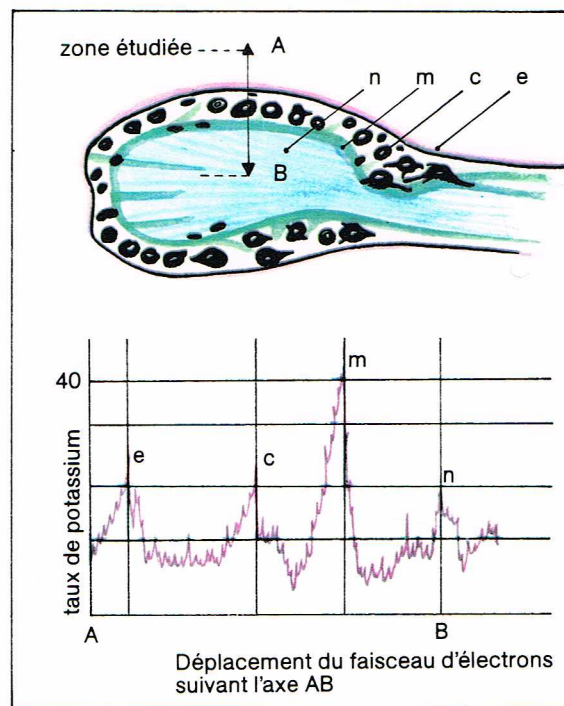 zone étudiée A
n m c e
B
40
m
e c n
taux de potassium
A B
Déplacement du faisceau d'électrons
suivant l'axe AB